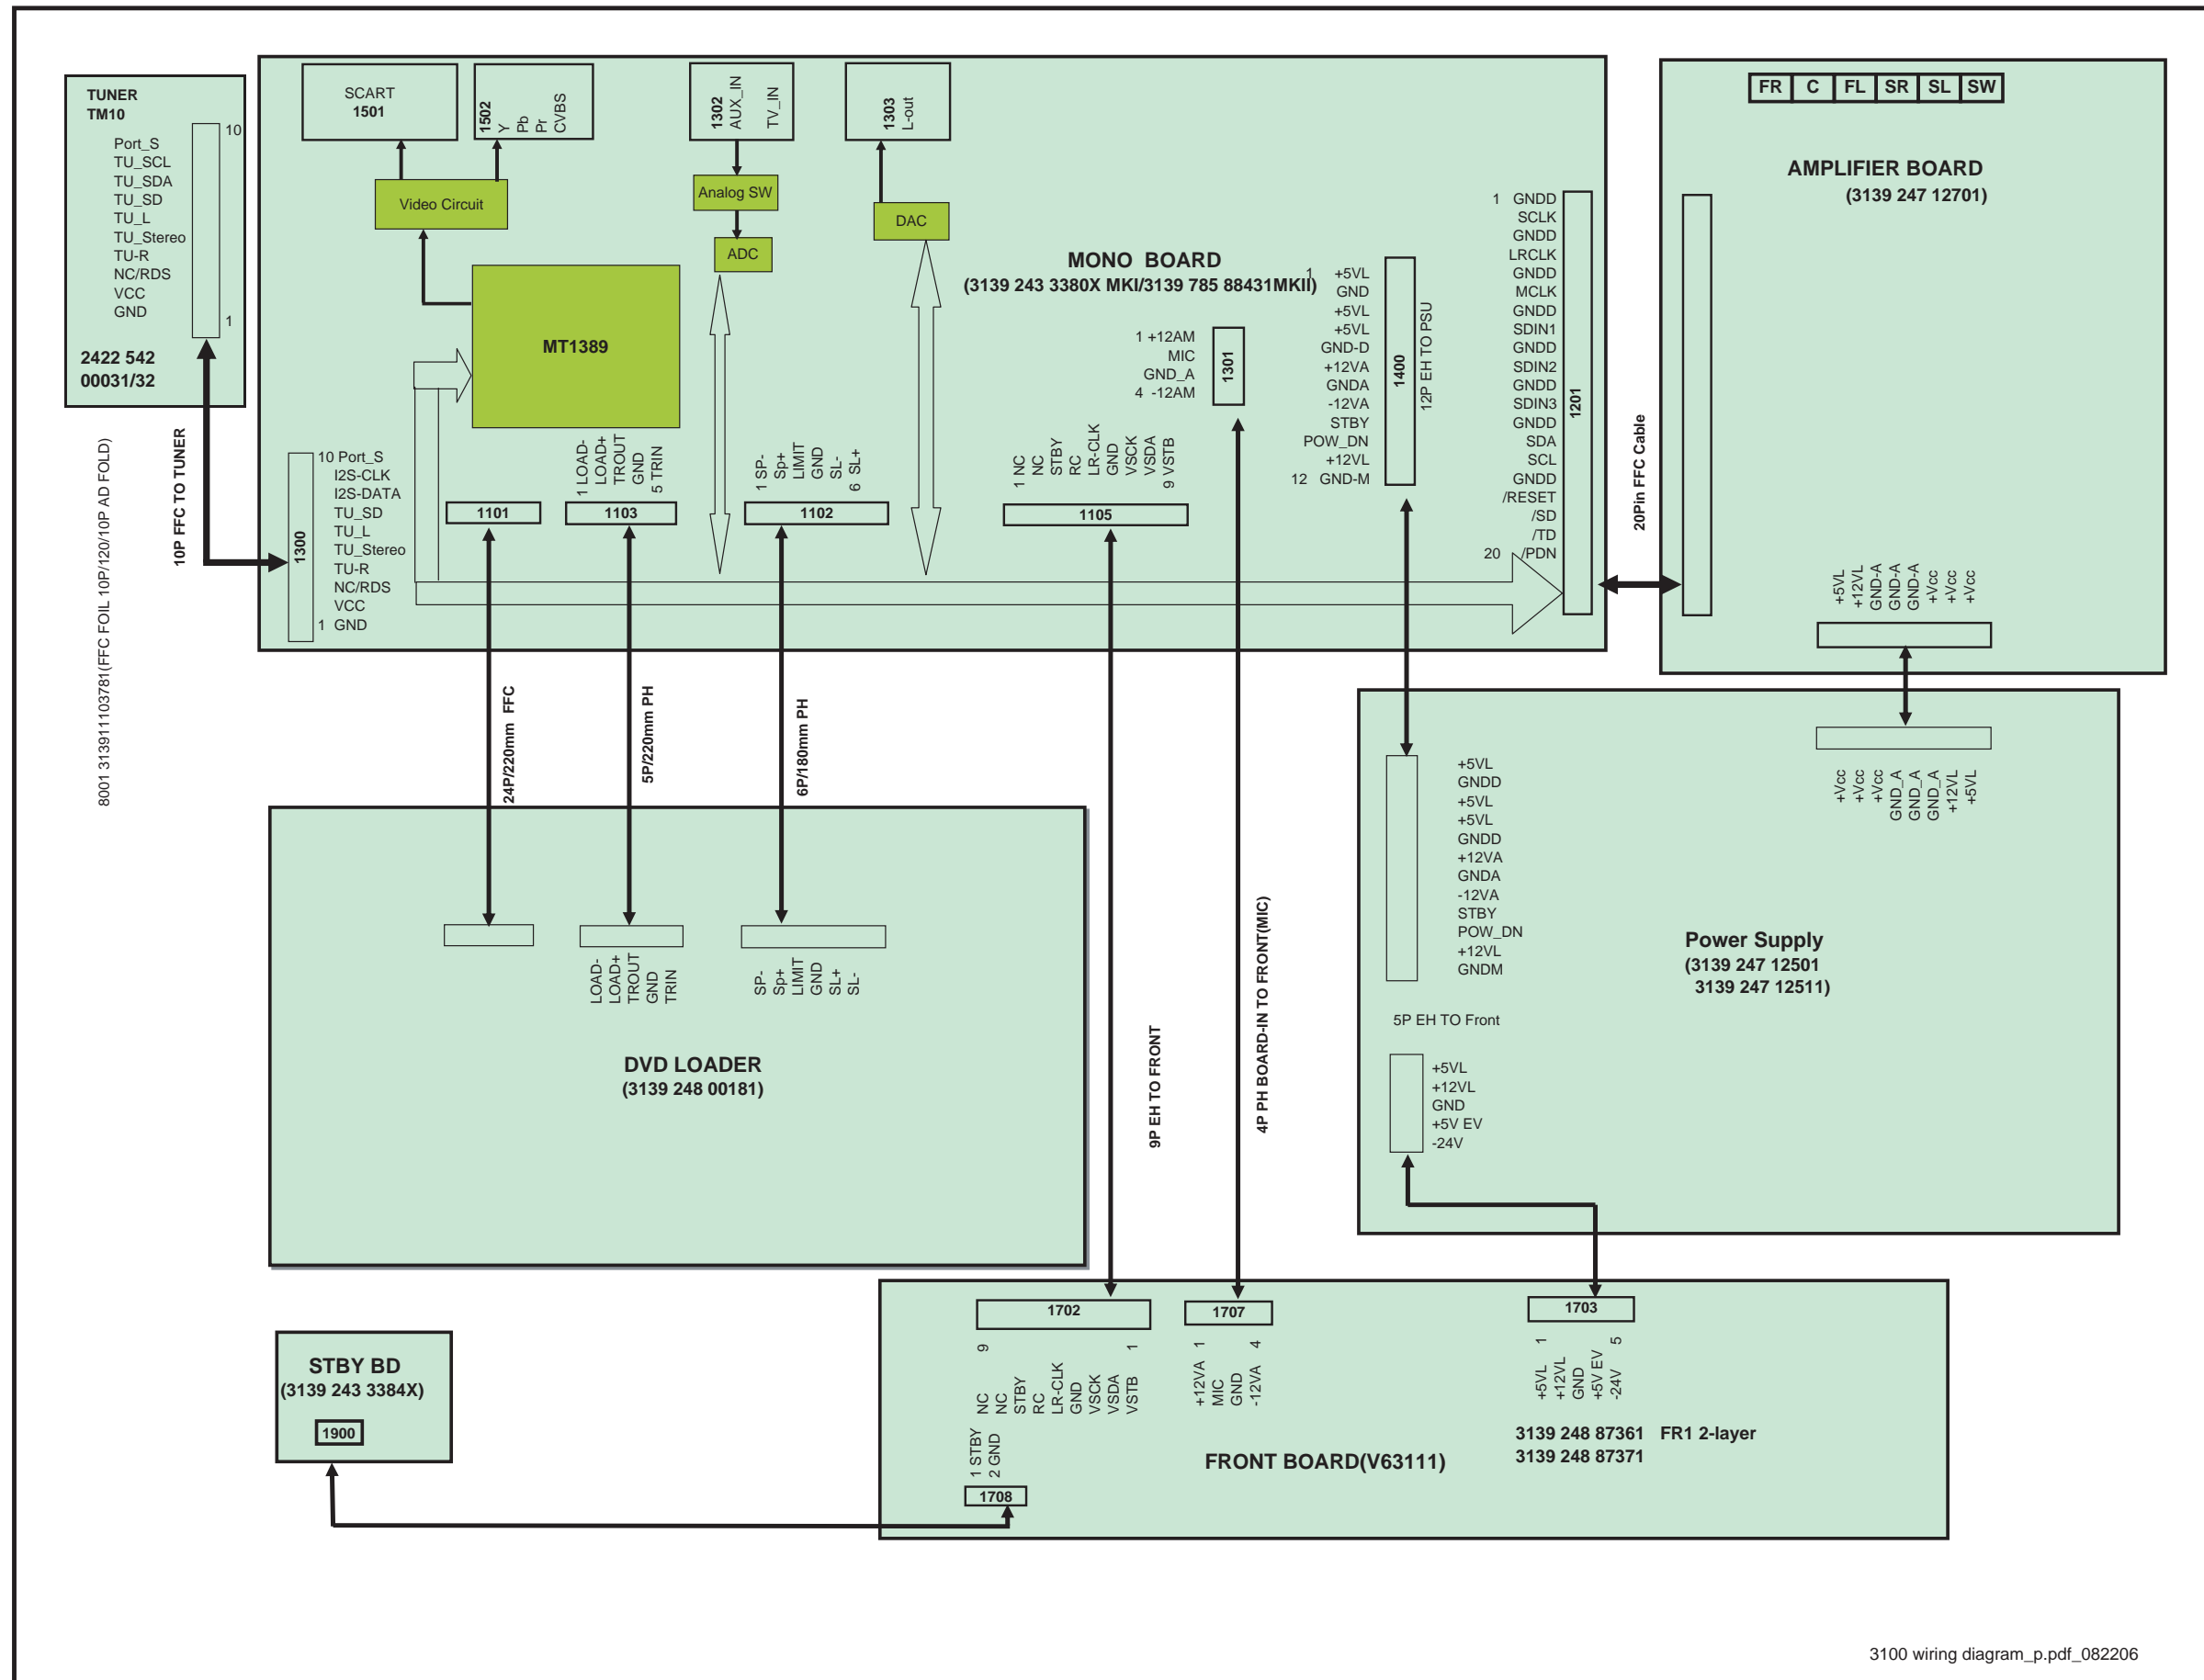 TUNER
TM10
Port_S
TU_SCL
TU_SDA
TU_SD
TU_L
TU_Stereo
TU-R
NC/RDS
VCC
GND
10
1
2422 542
00031/32
8001 313911103781(FFC FOIL 10P/120/10P AD FOLD)
10P FFC TO TUNER
SCART
1501
1502
Y
Pb
Pr
CVBS
1302
AUX_IN
TV_IN
1303
L-out
Video Circuit
Analog SW
ADC
DAC
MT1389
MONO BOARD
(3139 243 3380X MKI/3139 785 88431MKII)
1300
10 Port_S
I2S-CLK
I2S-DATA
TU_SD
TU_L
TU_Stereo
TU-R
NC/RDS
VCC
1 GND
1101
1 LOAD-
LOAD+
TROUT
GND
5 TRIN
1103
1 SP-
Sp+
LIMIT
GND
SL-
6 SL+
1102
1 NC
NC
STBY
RC
LR-CLK
GND
VSCK
VSDA
9 VSTB
1105
1 +12AM
MIC
GND_A
4 -12AM
1301
1 +5VL
GND
+5VL
+5VL
GND-D
+12VA
GNDA
-12VA
STBY
POW_DN
+12VL
12 GND-M
1400
12P EH TO PSU
1 GNDD
SCLK
GNDD
LRCLK
GNDD
MCLK
GNDD
SDIN1
GNDD
SDIN2
GNDD
SDIN3
GNDD
SDA
SCL
GNDD
/RESET
/SD
/TD
20 /PDN
1201
20Pin FFC Cable
FR C FL SR SL SW
AMPLIFIER BOARD
(3139 247 12701)
+5VL
+12VL
GND-A
GND-A
GND-A
+Vcc
+Vcc
+Vcc
24P/220mm FFC
5P/220mm PH
6P/180mm PH
9P EH TO FRONT
4P PH BOARD-IN TO FRONT(MIC)
+Vcc
+Vcc
+Vcc
GND_A
GND_A
GND_A
+12VL
+5VL
+5VL
GNDD
+5VL
+5VL
GNDD
+12VA
GNDA
-12VA
STBY
POW_DN
+12VL
GNDM
Power Supply
(3139 247 12501
3139 247 12511)
5P EH TO Front
+5VL
+12VL
GND
+5V EV
-24V
LOAD-
LOAD+
TROUT
GND
TRIN
SP-
Sp+
LIMIT
GND
SL+
SL-
DVD LOADER
(3139 248 00181)
STBY BD
(3139 243 3384X)
1900
1702
9
1
NC
NC
STBY
RC
LR-CLK
GND
VSCK
VSDA
VSTB
1707
1
4
+12VA
MIC
GND
-12VA
1703
1
5
+5VL
+12VL
GND
+5V EV
-24V
1 STBY
2 GND
1708
FRONT BOARD(V63111)
3139 248 87361 FR1 2-layer
3139 248 87371
3100 wiring diagram_p.pdf_082206